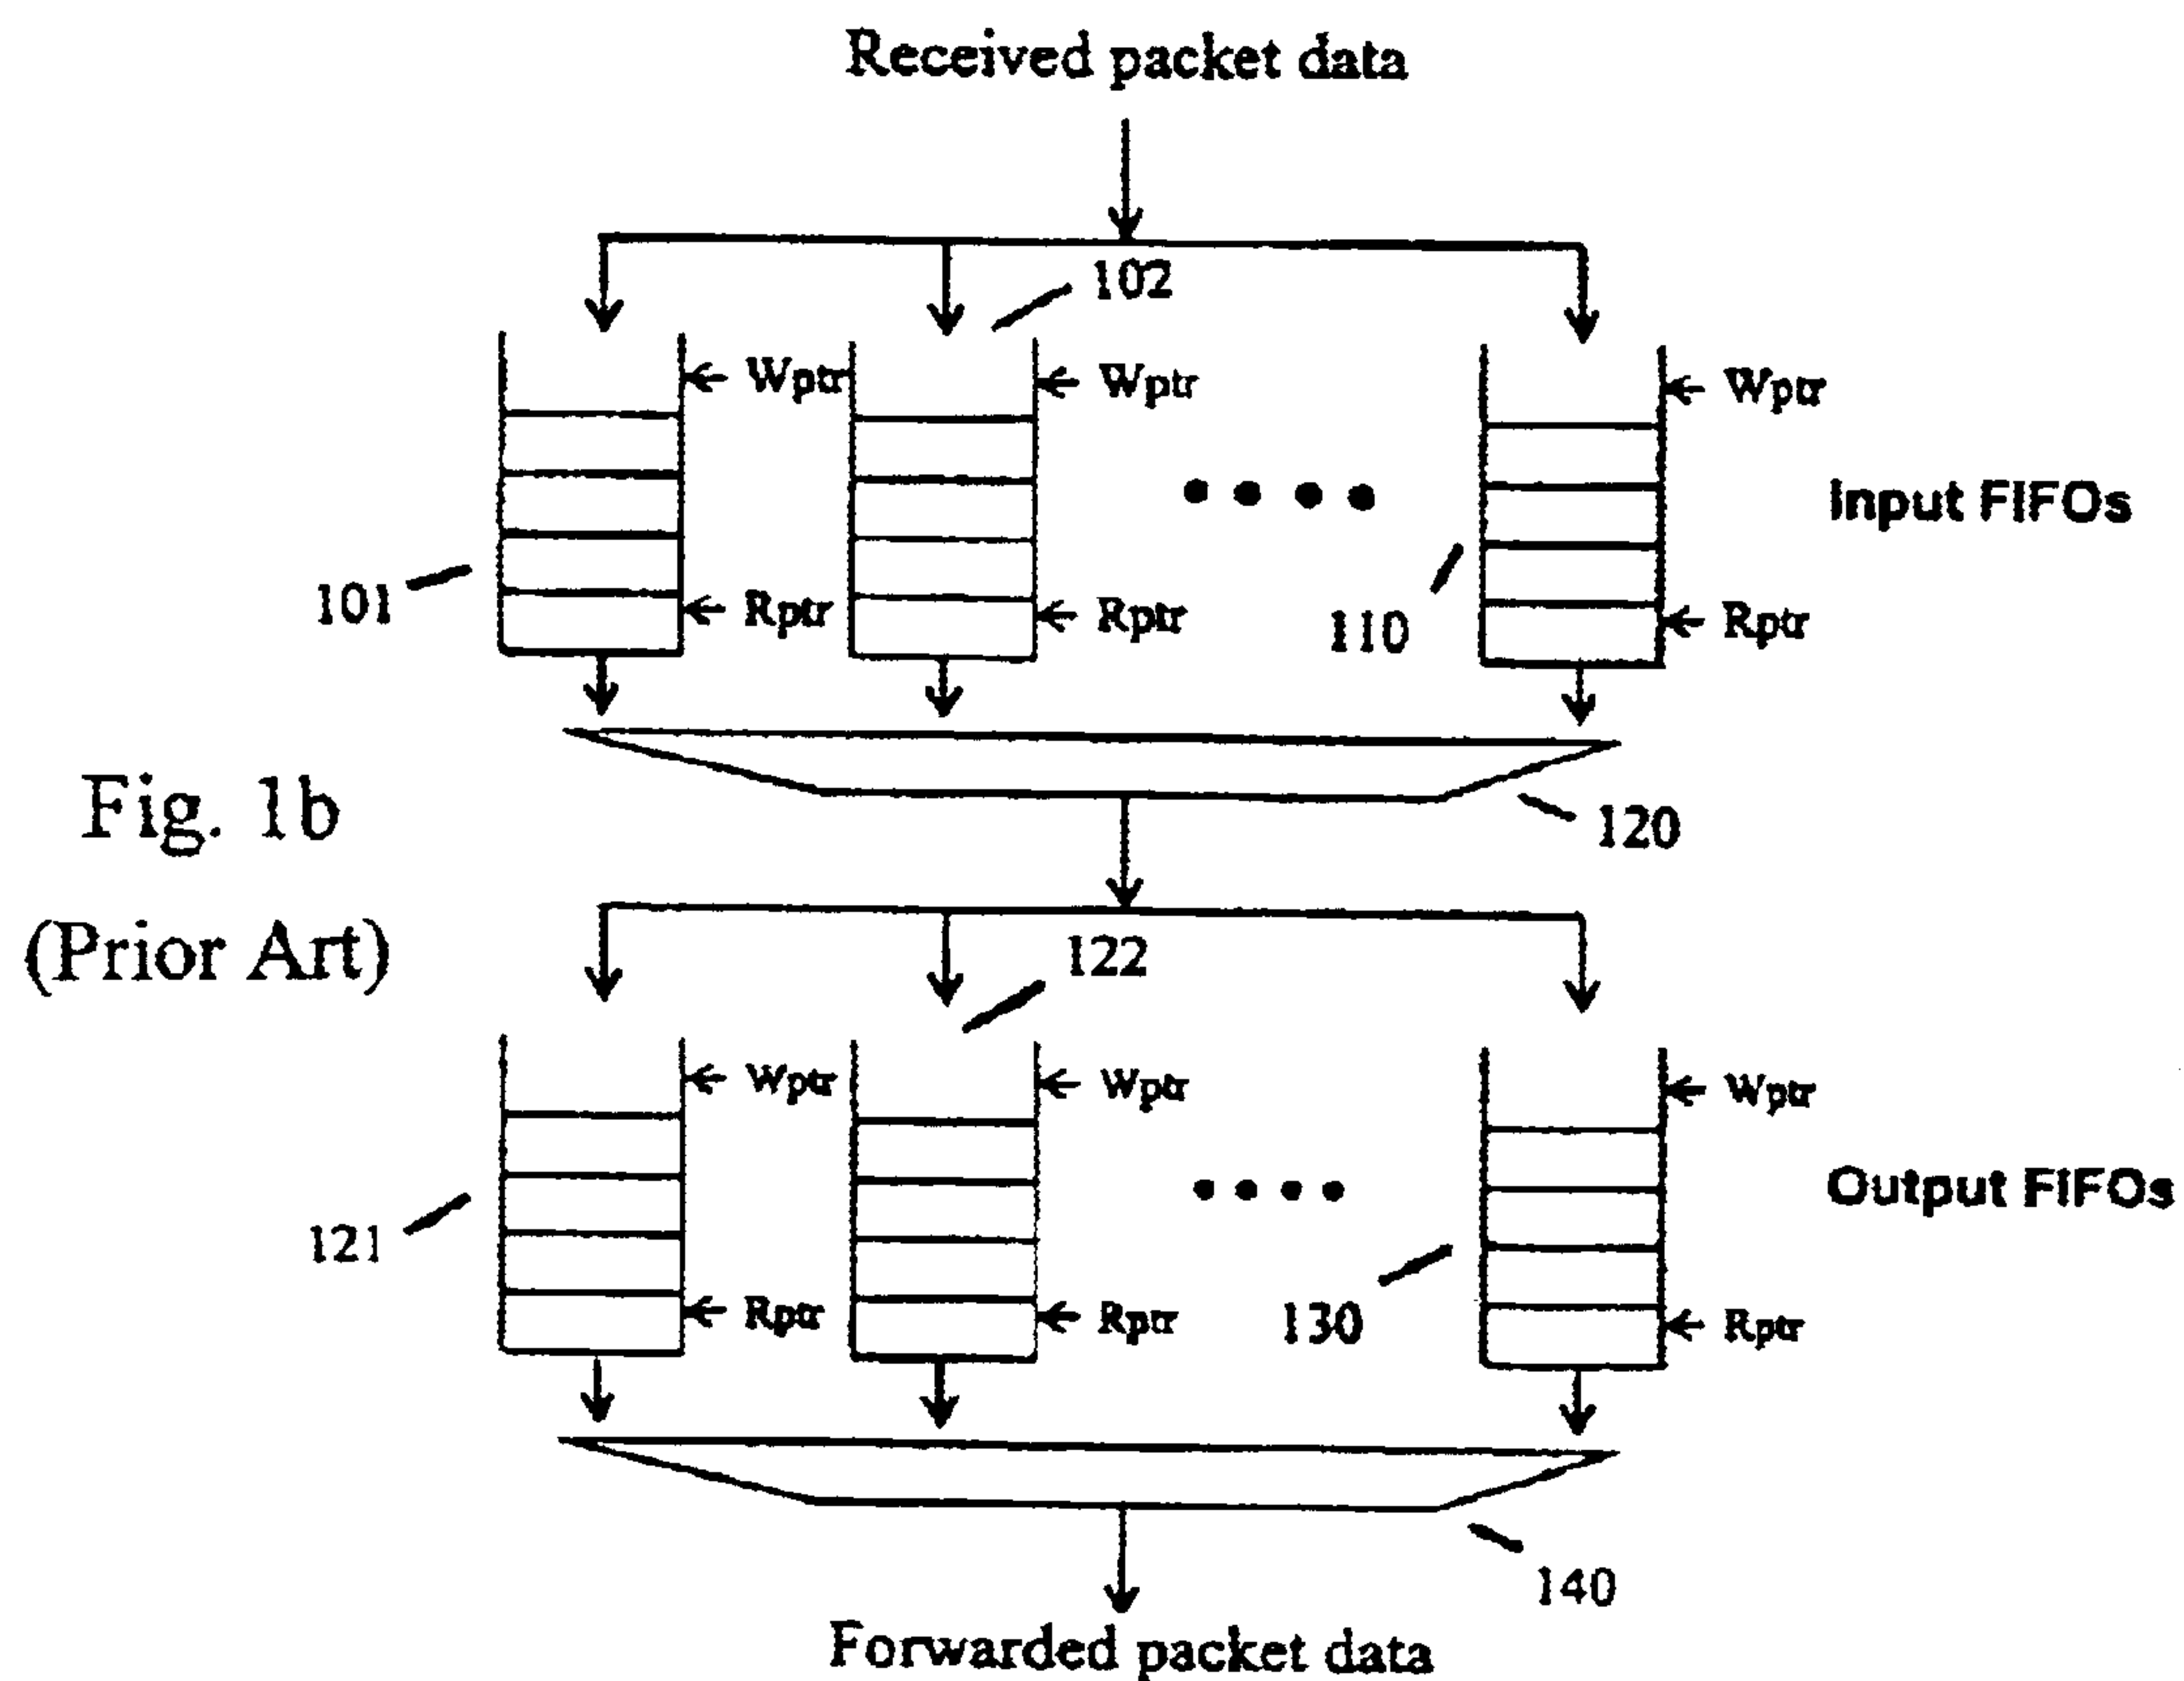 Received packet data
102
Wptr Wptr Wptr
Input FIFOs
101 Rptr Rptr 110 Rptr
Fig. 1b
(Prior Art)
120
122
Wptr Wptr Wptr
Output FIFOs
121
Rptr Rptr 130 Rptr
140
Forwarded packet data